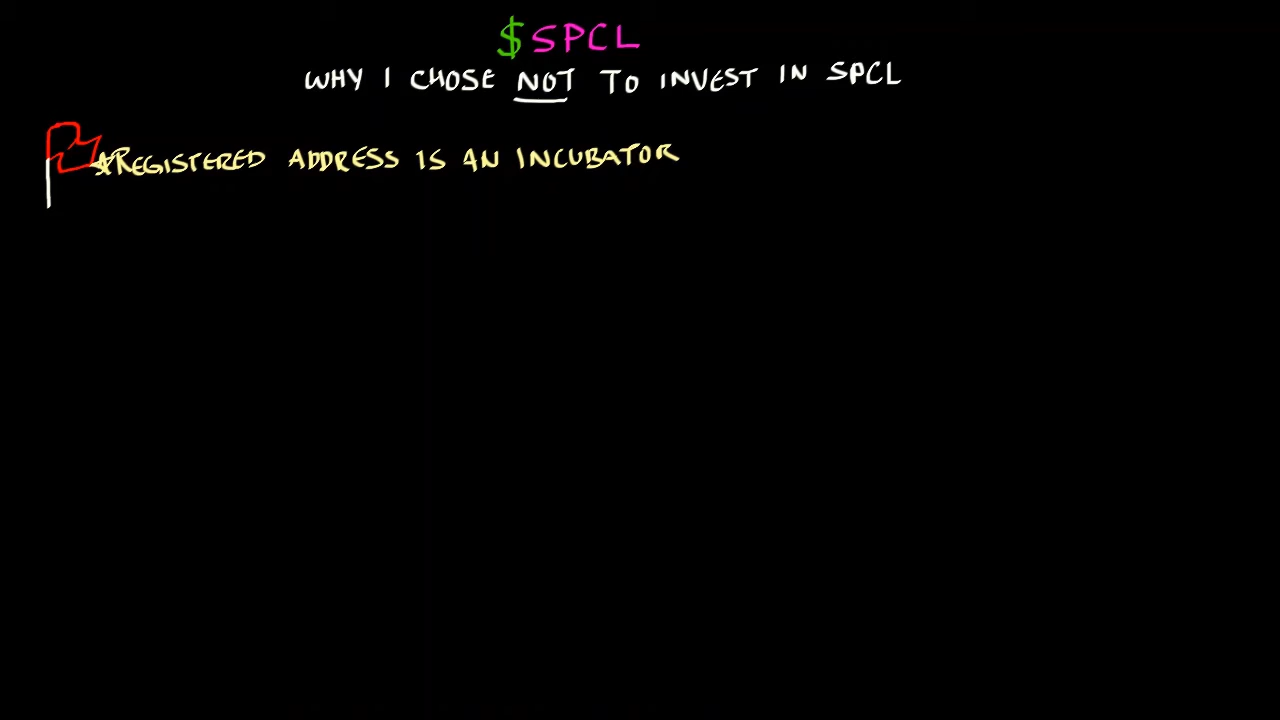 $SPCL
WHY I CHOSE NOT TO INVEST IN SPCL
*REGISTERED ADDRESS IS AN INCUBATOR